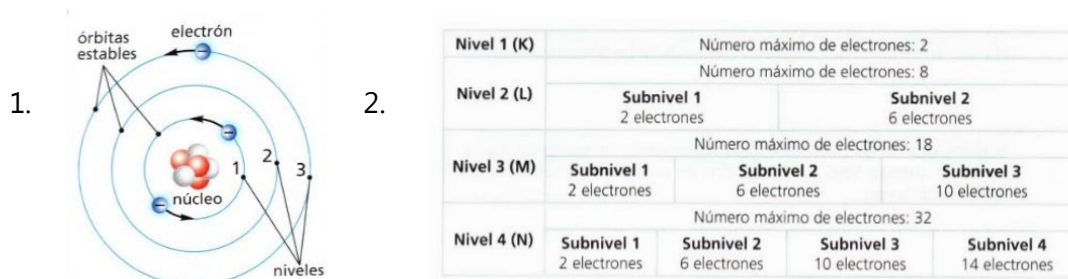 1.
órbitas
estables
electrón
1
2
3
núcleo
niveles
2.
Nivel 1 (K)
Número máximo de electrones: 2
Nivel 2 (L)
Número máximo de electrones: 8
Subnivel 1
2 electrones
Subnivel 2
6 electrones
Nivel 3 (M)
Número máximo de electrones: 18
Subnivel 1
2 electrones
Subnivel 2
6 electrones
Subnivel 3
10 electrones
Nivel 4 (N)
Número máximo de electrones: 32
Subnivel 1
2 electrones
Subnivel 2
6 electrones
Subnivel 3
10 electrones
Subnivel 4
14 electrones